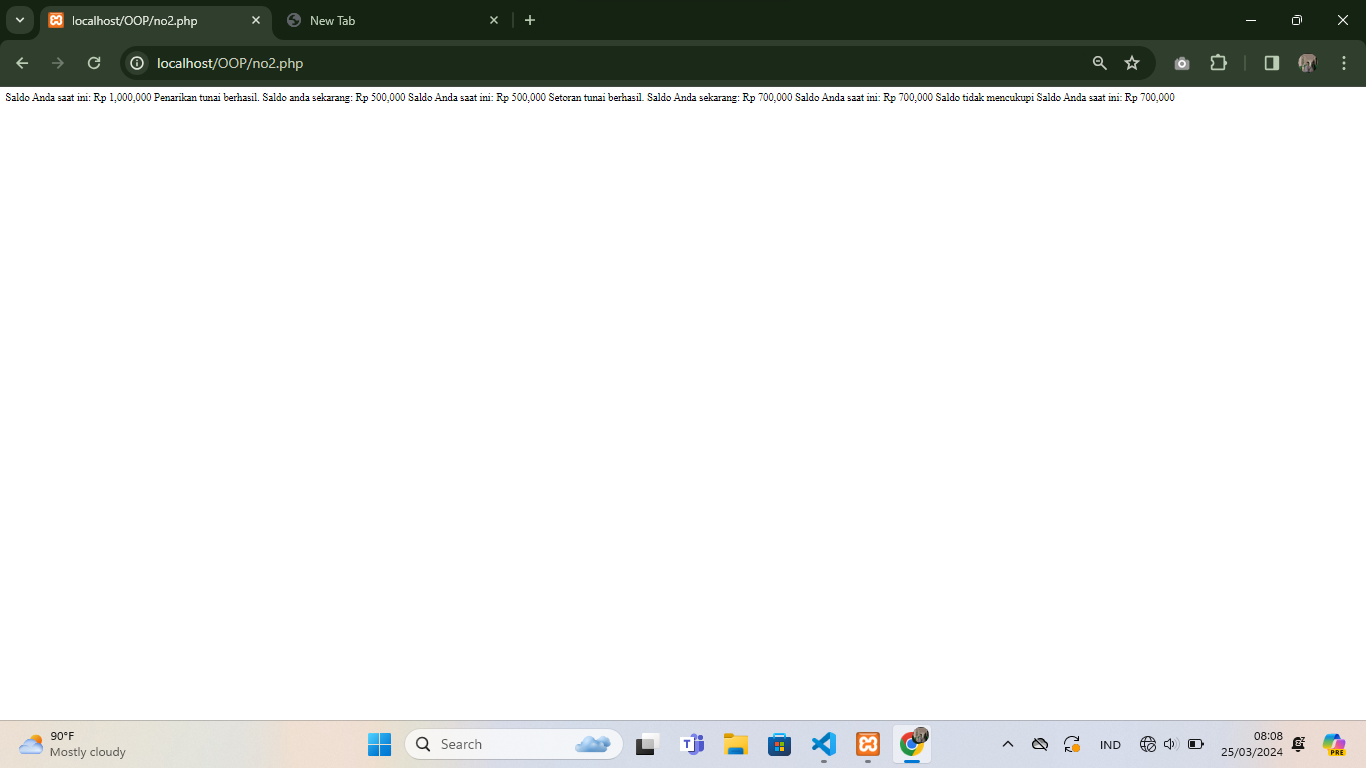 localhost/OOP/no2.php
New Tab
localhost/OOP/no2.php
Saldo Anda saat ini: Rp 1,000,000 Penarikan tunai berhasil. Saldo anda sekarang: Rp 500,000 Saldo Anda saat ini: Rp 500,000 Setoran tunai berhasil. Saldo Anda sekarang: Rp 700,000 Saldo Anda saat ini: Rp 700,000 Saldo tidak mencukupi Saldo Anda saat ini: Rp 700,000
90°F
Mostly cloudy
Search
IND
08:08
25/03/2024
PRE